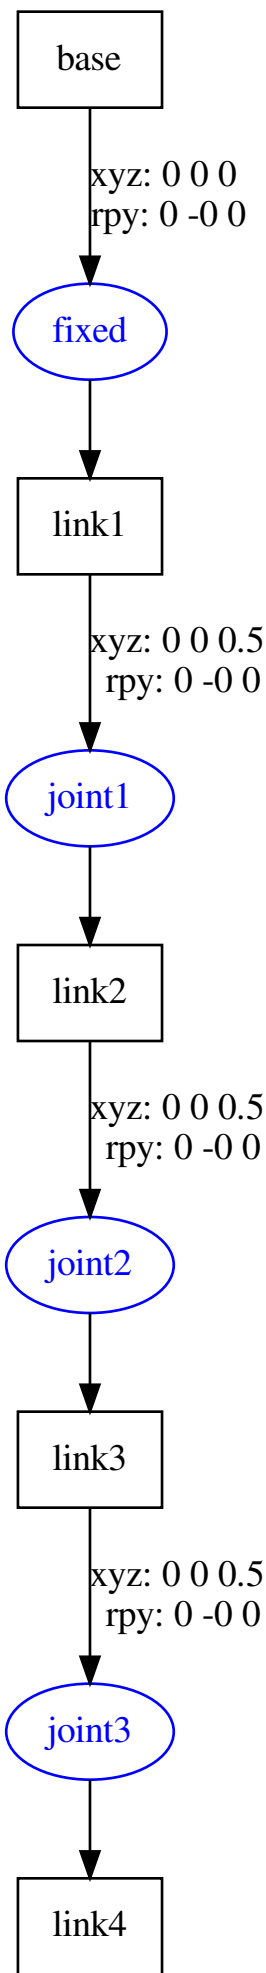 base
xyz: 0 0 0
rpy: 0 -0 0
fixed
link1
xyz: 0 0 0.5
rpy: 0 -0 0
joint1
link2
xyz: 0 0 0.5
rpy: 0 -0 0
joint2
link3
xyz: 0 0 0.5
rpy: 0 -0 0
joint3
link4